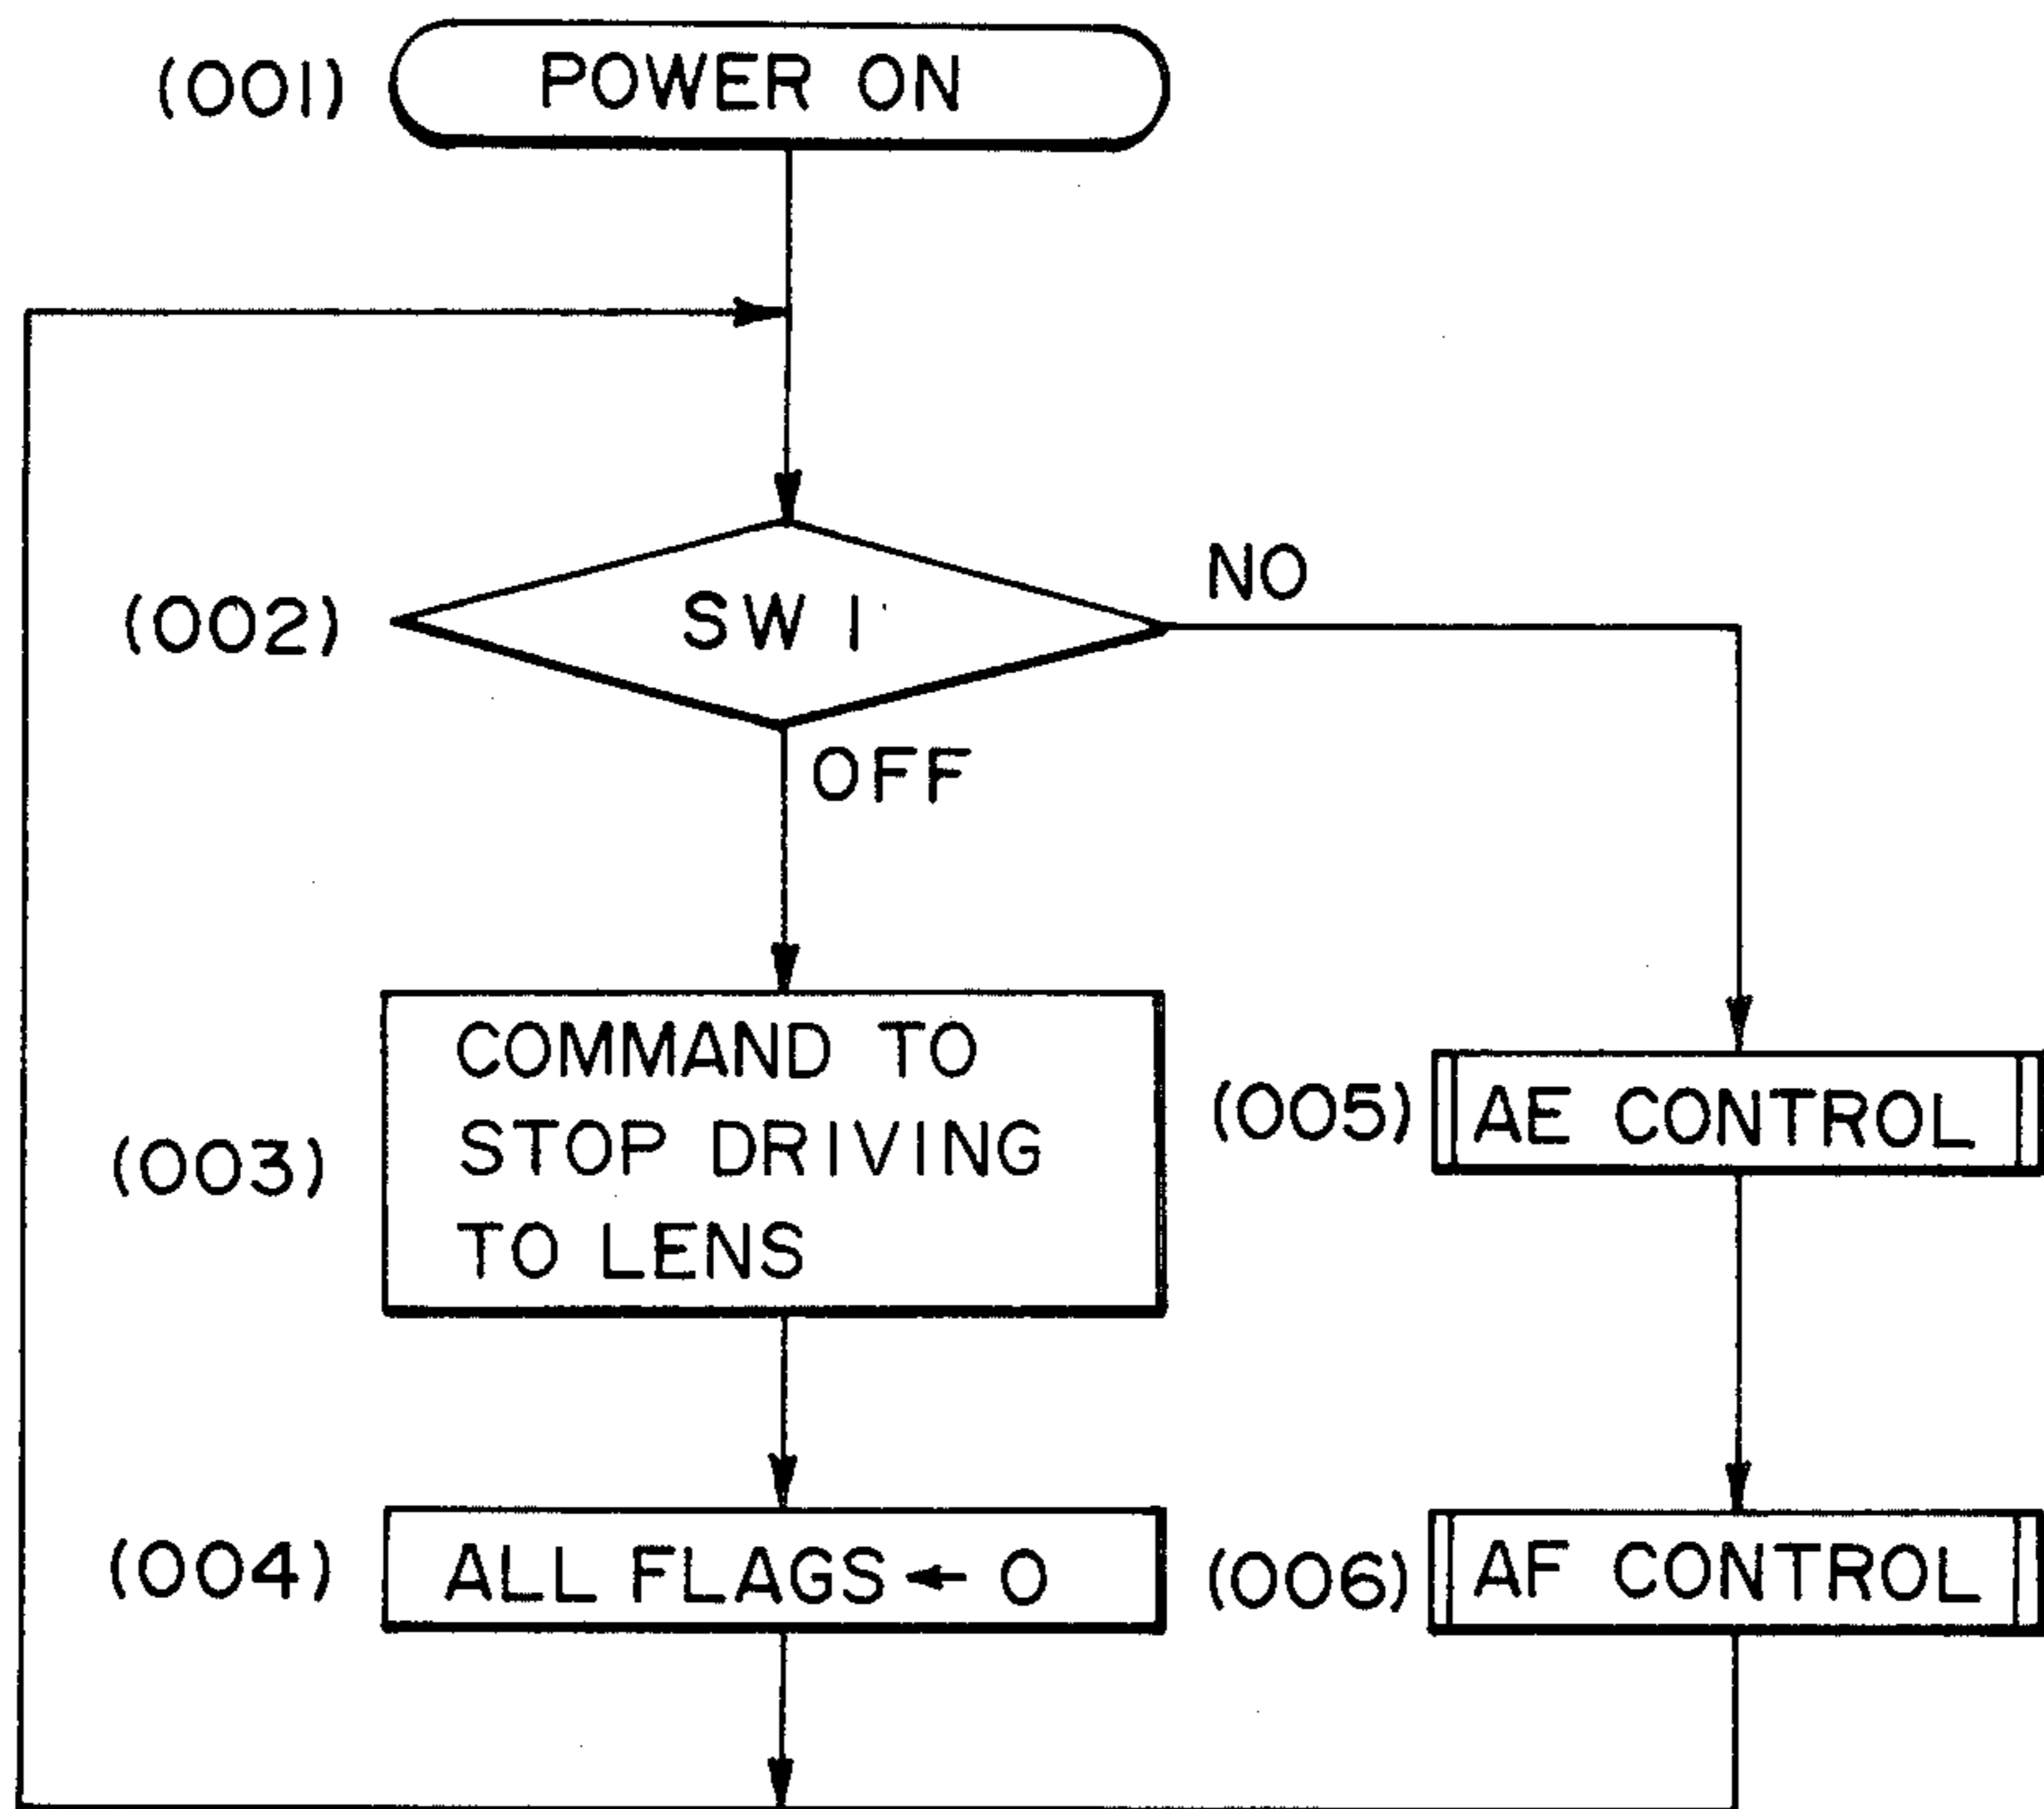 (001) POWER ON
(002) SW 1
NO
OFF
(003) COMMAND TO
STOP DRIVING
TO LENS
(005) AE CONTROL
(004) ALL FLAGS ← 0
(006) AF CONTROL